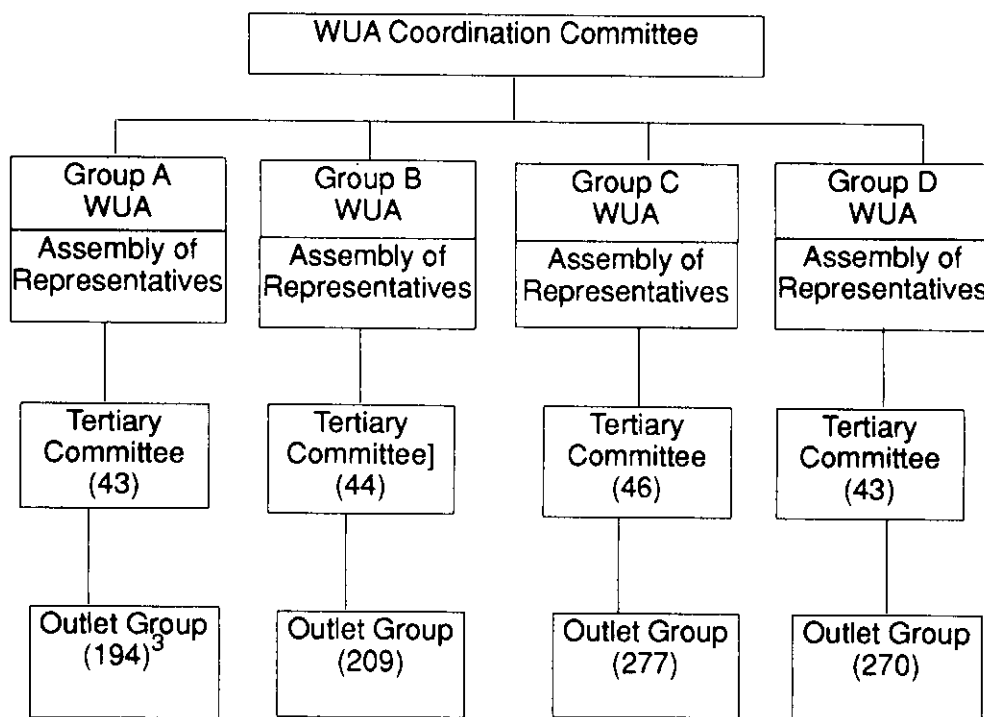 WUA Coordination Committee
Group A
WUA
Assembly of
Representatives
Tertiary
Committee
(43)
Outlet Group
(194)3
Group B
WUA
Assembly of
Representatives
Tertiary
Committee]
(44)
Outlet Group
(209)
Group C
WUA
Assembly of
Representatives
Tertiary
Committee
(46)
Outlet Group
(277)
Group D
WUA
Assembly of
Representatives
Tertiary
Committee
(43)
Outlet Group
(270)